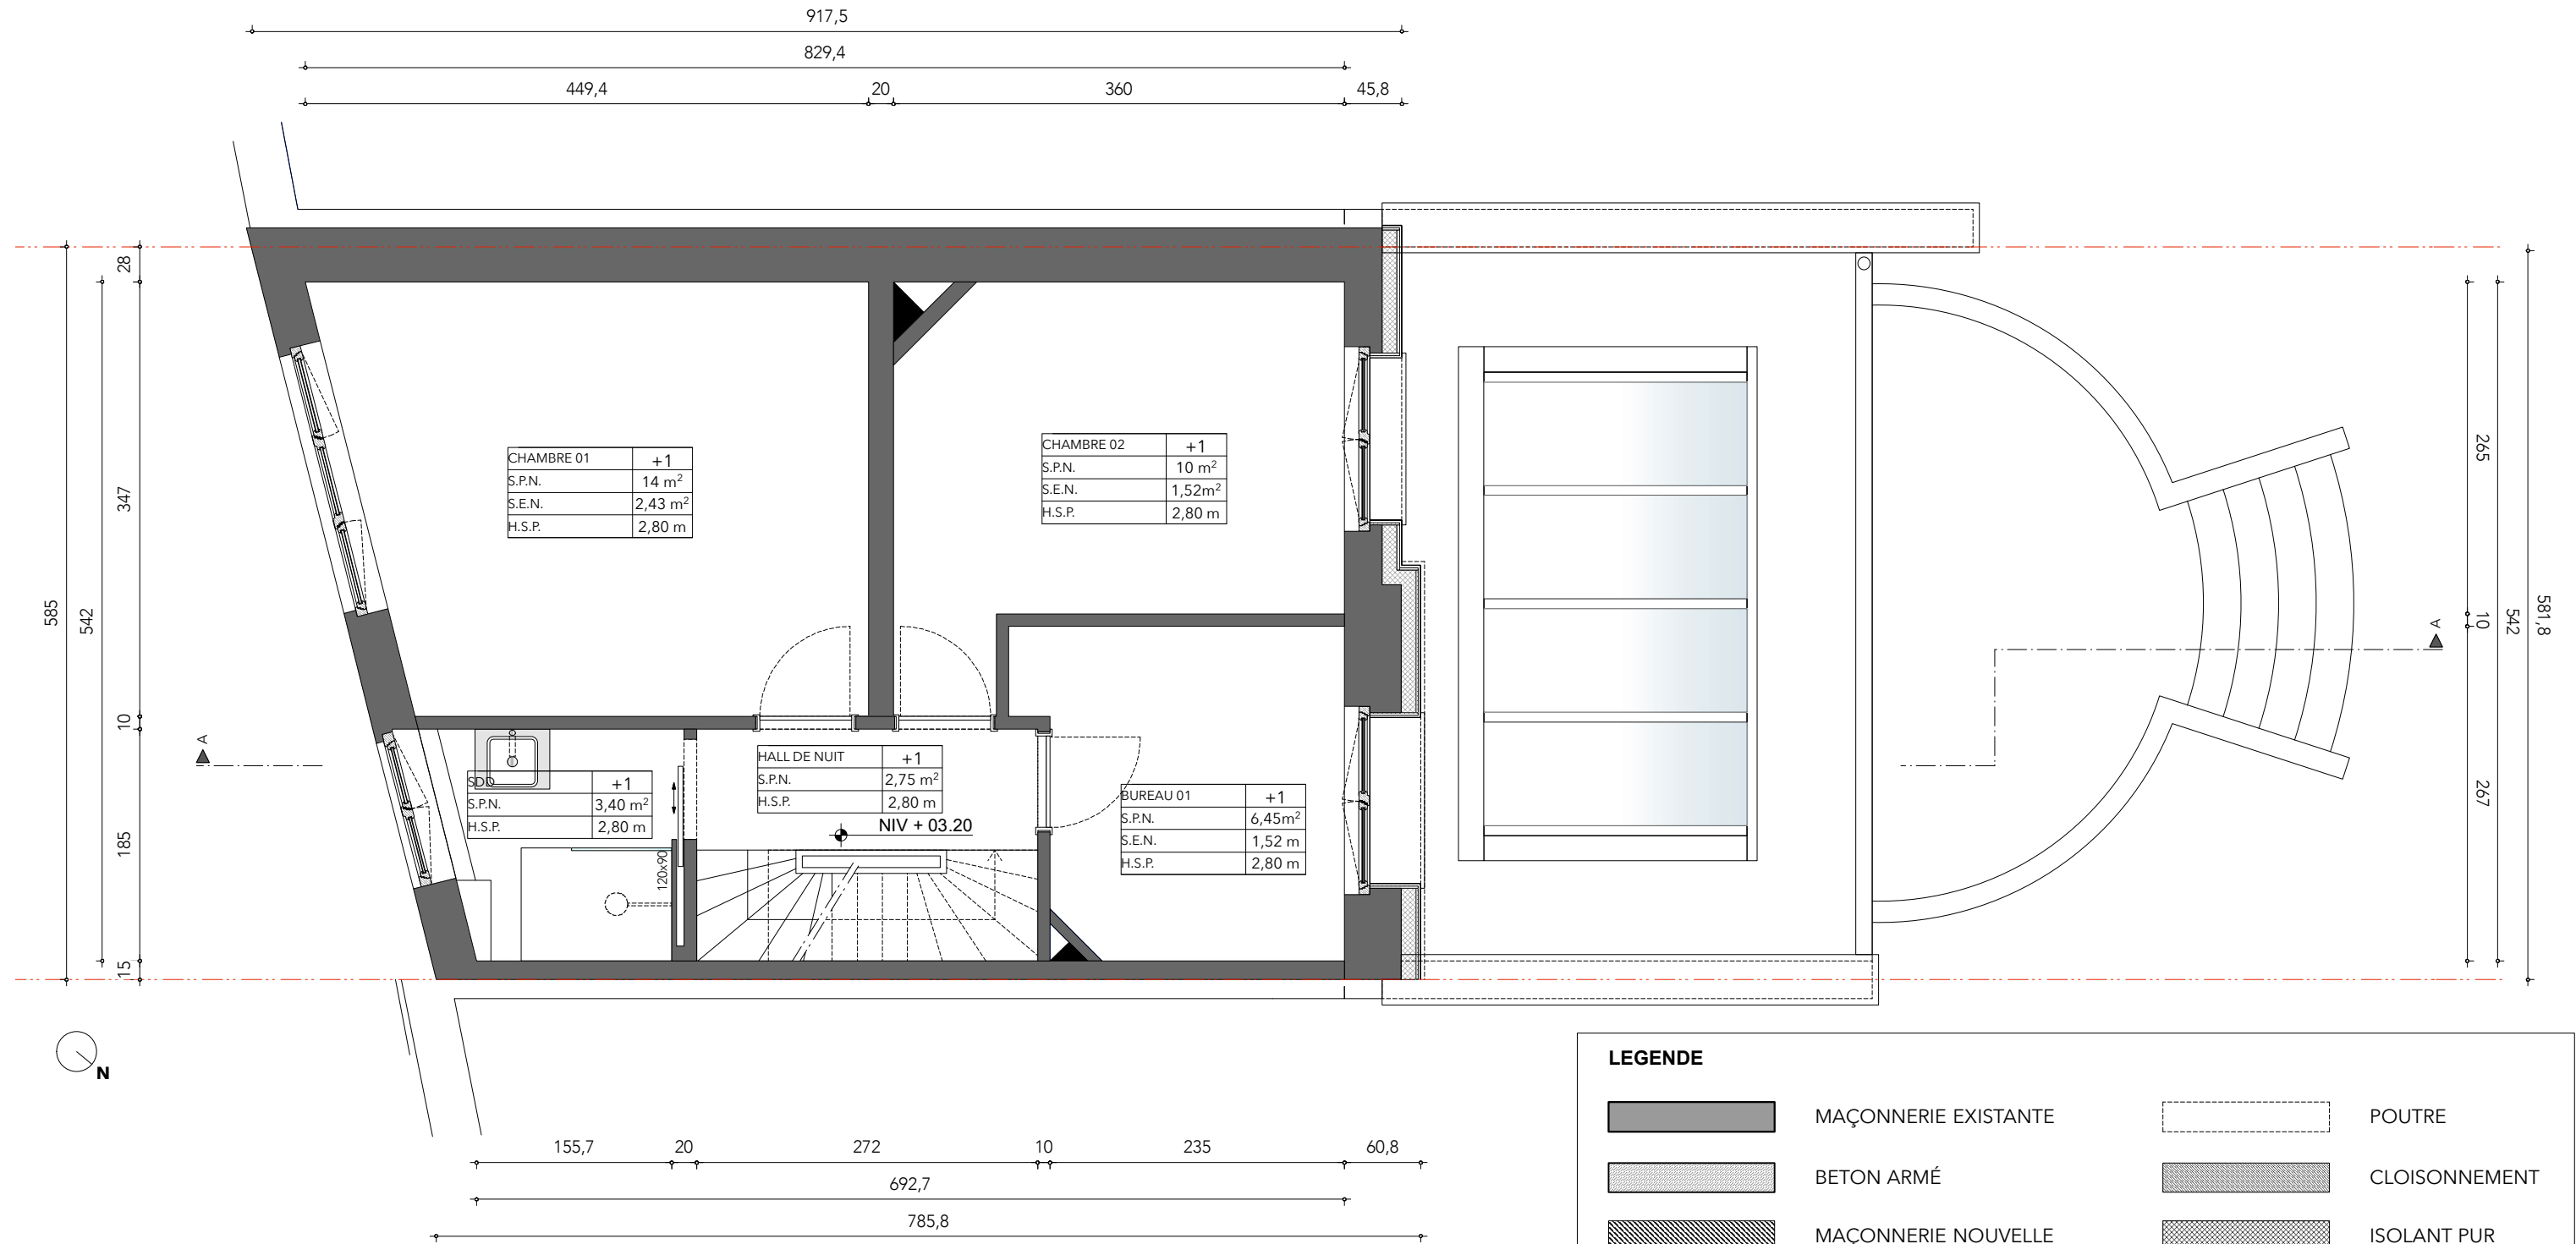 917,5
829,4
449,4 20 360 45,8
28
347
10
185
15
542
585
265
10
267
542
581,8
CHAMBRE 01 +1
S.P.N. 14 m²
S.E.N. 2,43 m²
H.S.P. 2,80 m
CHAMBRE 02 +1
S.P.N. 10 m²
S.E.N. 1,52m²
H.S.P. 2,80 m
A
A
SDD +1
S.P.N. 3,40 m²
H.S.P. 2,80 m
120x90
HALL DE NUIT +1
S.P.N. 2,75 m²
H.S.P. 2,80 m
NIV + 03.20
BUREAU 01 +1
S.P.N. 6,45m²
S.E.N. 1,52 m
H.S.P. 2,80 m
N
155,7 20 272 10 235 60,8
692,7
785,8
LEGENDE
MAÇONNERIE EXISTANTE
POUTRE
BETON ARMÉ
CLOISONNEMENT
MAÇONNERIE NOUVELLE
ISOLANT PUR